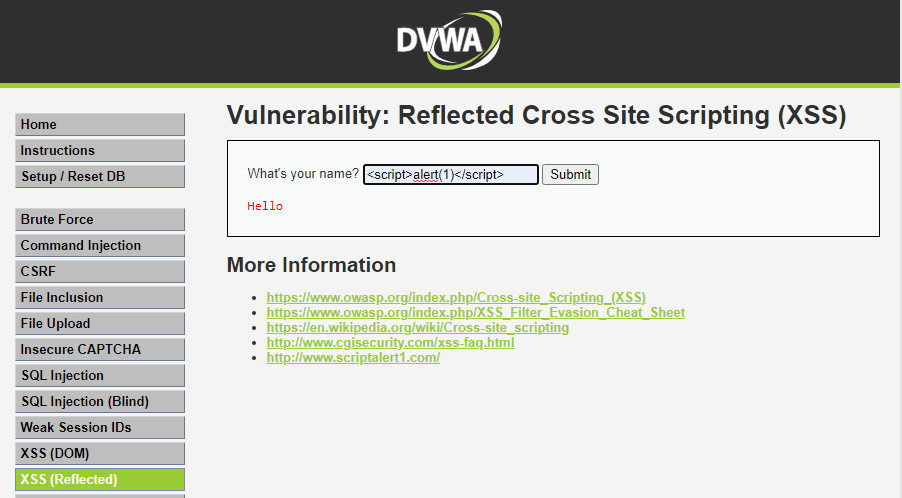 DVWA
Home
Instructions
Setup / Reset DB
Brute Force
Command Injection
CSRF
File Inclusion
File Upload
Insecure CAPTCHA
SQL Injection
SQL Injection (Blind)
Weak Session IDs
XSS (DOM)
XSS (Reflected)
Vulnerability: Reflected Cross Site Scripting (XSS)
What's your name? <script>alert(1)</script> Submit
Hello
More Information
https://www.owasp.org/index.php/Cross-site_Scripting_(XSS)
https://www.owasp.org/index.php/XSS_Filter_Evasion_Cheat_Sheet
https://en.wikipedia.org/wiki/Cross-site_scripting
http://www.cgisecurity.com/xss-faq.html
http://www.scriptalert1.com/